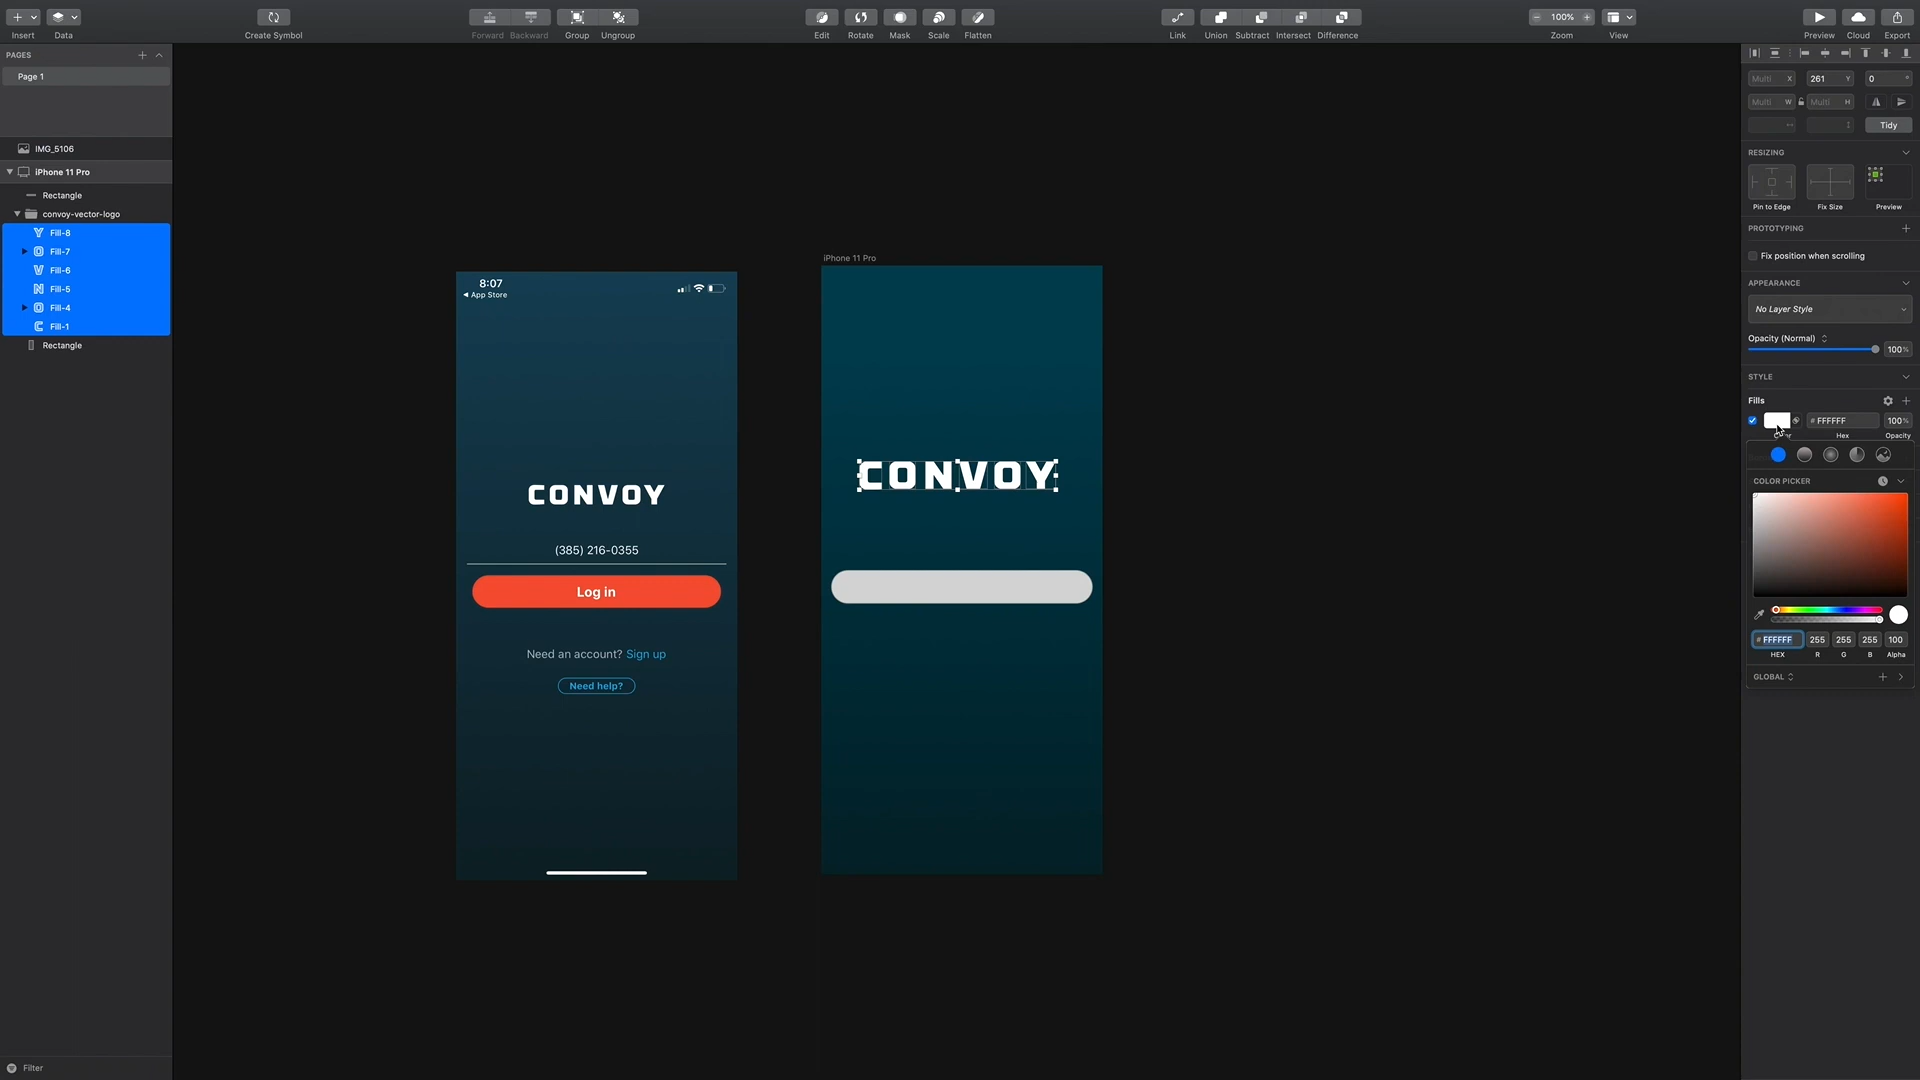 Insert
Data
Create Symbol
Forward
Backward
Group
Ungroup
Edit
Rotate
Mask
Scale
Flatten
Link
Union
Subtract
Intersect
Difference
100%
Zoom
View
Preview
Cloud
Export
PAGES
Page 1
IMG_5106
iPhone 11 Pro
Rectangle
convoy-vector-logo
Fill-8
Fill-7
Fill-6
Fill-5
Fill-4
Fill-1
Rectangle
Filter
8:07
App Store
CONVOY
(385) 216-0355
Log in
Need an account? Sign up
Need help?
iPhone 11 Pro
CONVOY
Multi X 261 Y 0 °
Multi W Multi H
Tidy
RESIZING
Pin to Edge Fix Size Preview
PROTOTYPING
Fix position when scrolling
APPEARANCE
No Layer Style
Opacity (Normal)
100%
STYLE
Fills
# FFFFFF 100%
Hex Opacity
COLOR PICKER
# FFFFFF 255 255 255 100
HEX R G B Alpha
GLOBAL